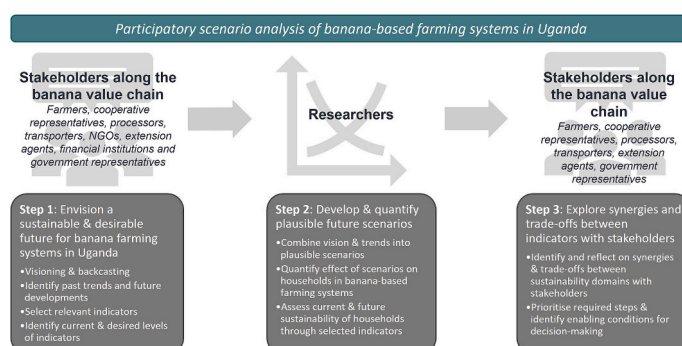 Participatory scenario analysis of banana-based farming systems in Uganda
Stakeholders along the
banana value chain
Farmers, cooperative
representatives, processors,
transporters, NGOs, extension
agents, financial institutions and
government representatives
Researchers
Stakeholders along
the banana value
chain
Farmers, cooperative
representatives, processors,
transporters, extension
agents, government
representatives
Step 1: Envision a
sustainable & desirable
future for banana farming
systems in Uganda
•Visioning & backcasting
•Identify past trends and future
developments
•Select relevant indicators
•Identify current & desired levels
of indicators
Step 2: Develop & quantify
plausible future scenarios
•Combine vision & trends into
plausible scenarios
•Quantify effect of scenarios on
households in banana-based
farming systems
•Assess current & future
sustainability of households
through selected indicators
Step 3: Explore synergies and
trade-offs between
indicators with stakeholders
•Identify and reflect on synergies
& trade-offs between
sustainability domains with
stakeholders
•Prioritise required steps &
identify enabling conditions for
decision-making